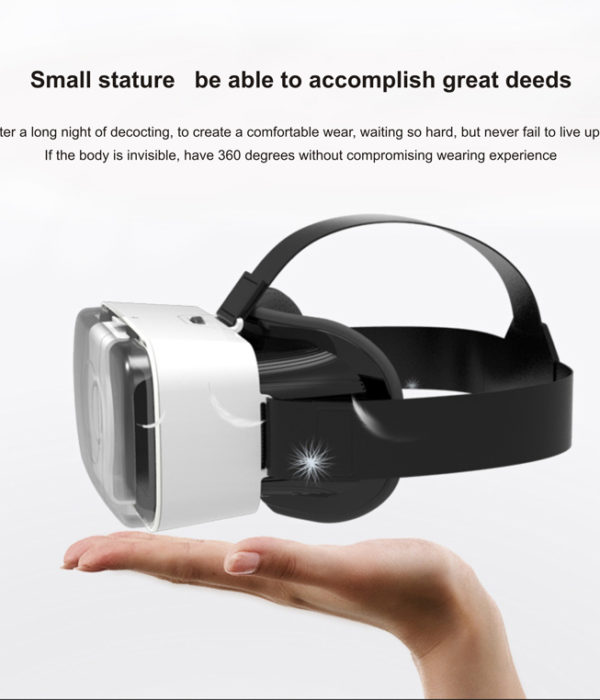 Small stature be able to accomplish great deeds
ter a long night of decocting, to create a comfortable wear, waiting so hard, but never fail to live up
If the body is invisible, have 360 degrees without compromising wearing experience